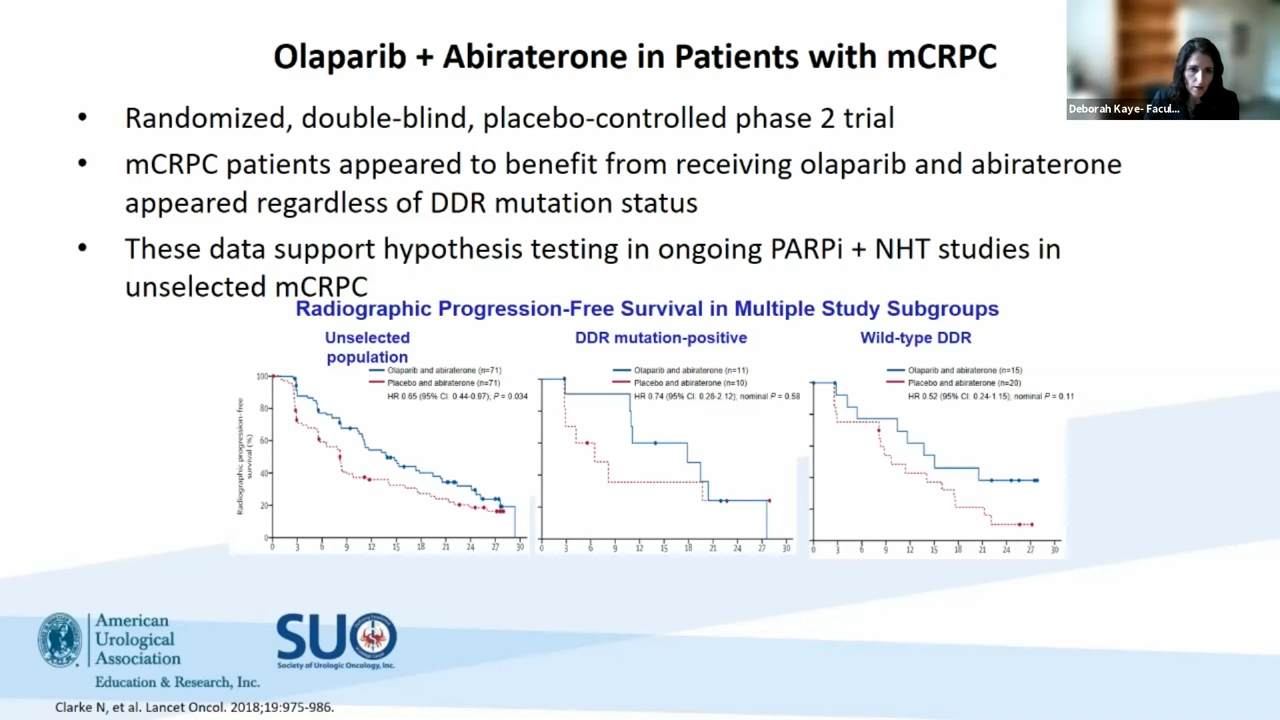 Olaparib + Abiraterone in Patients with mCRPC
Deborah Kaye- Facul...
• Randomized, double-blind, placebo-controlled phase 2 trial
• mCRPC patients appeared to benefit from receiving olaparib and abiraterone
appeared regardless of DDR mutation status
• These data support hypothesis testing in ongoing PARPi + NHT studies in
unselected mCRPC
Radiographic Progression-Free Survival in Multiple Study Subgroups
Unselected
population
Olaparib and abiraterone (n=71)
Placebo and abiraterone (n=71)
HR 0.65 (95% CI: 0.44-0.97); P = 0.034
Radiographic progression-free
survival (%)
100
80
60
40
20
0
0 3 6 9 12 15 18 21 24 27 30
DDR mutation-positive
Olaparib and abiraterone (n=11)
Placebo and abiraterone (n=10)
HR 0.74 (95% CI: 0.26-2.12); nominal P = 0.58
0 3 6 9 12 15 18 21 24 27 30
Wild-type DDR
Olaparib and abiraterone (n=15)
Placebo and abiraterone (n=20)
HR 0.52 (95% CI: 0.24-1.15); nominal P = 0.11
0 3 6 9 12 15 18 21 24 27 30
American
Urological
Association
Education & Research, Inc.
SUO
Society of Urologic Oncology, Inc.
Clarke N, et al. Lancet Oncol. 2018;19:975-986.